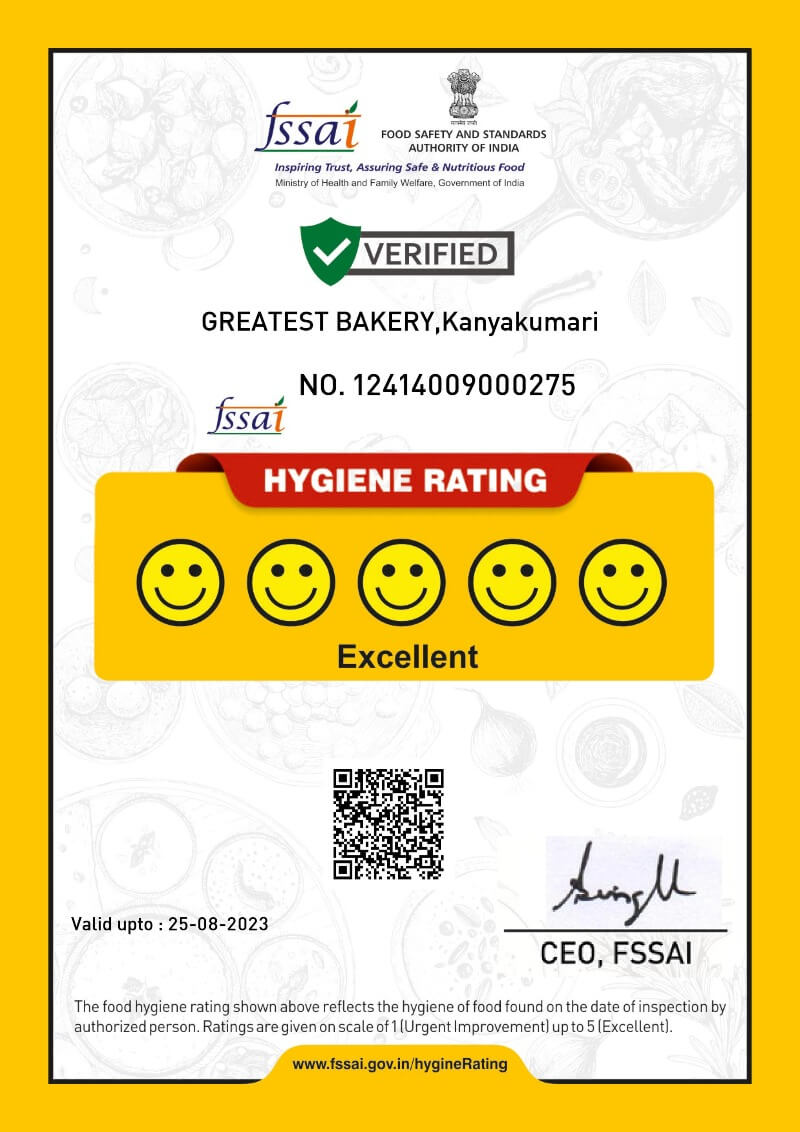 fssai
सत्यमेव जयते
FOOD SAFETY AND STANDARDS
AUTHORITY OF INDIA
Inspiring Trust, Assuring Safe & Nutritious Food
Ministry of Health and Family Welfare, Government of India
VERIFIED
GREATEST BAKERY,Kanyakumari
fssai NO. 12414009000275
HYGIENE RATING
Excellent
Valid upto : 25-08-2023
CEO, FSSAI
The food hygiene rating shown above reflects the hygiene of food found on the date of inspection by
authorized person. Ratings are given on scale of 1 (Urgent Improvement) up to 5 (Excellent).
www.fssai.gov.in/hygineRating